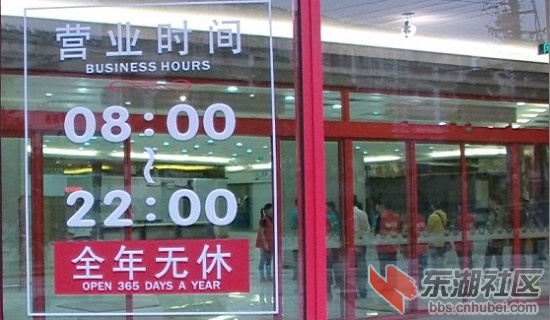 营业时间
BUSINESS HOURS
08:00
~
22:00
全年无休
OPEN 365 DAYS A YEAR
东湖社区
bbs.cnhubei.com